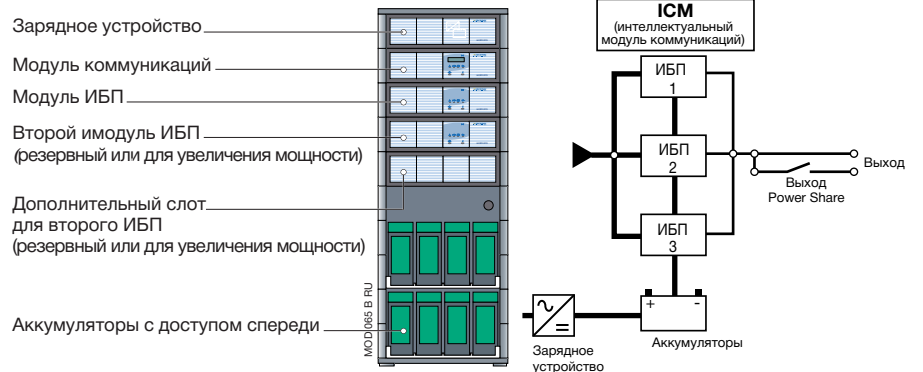 Зарядное устройство
Модуль коммуникаций
Модуль ИБП
Второй имодуль ИБП
(резервный или для увеличения мощности)
Дополнительный слот
для второго ИБП
(резервный или для увеличения мощности)
Аккумуляторы с доступом спереди
MOD 065 B RU
ICM
(интеллектуальный
модуль коммуникаций)
ИБП
1
ИБП
2
ИБП
3
Выход
Выход
Power Share
+ -
Аккумуляторы
Зарядное
устройство